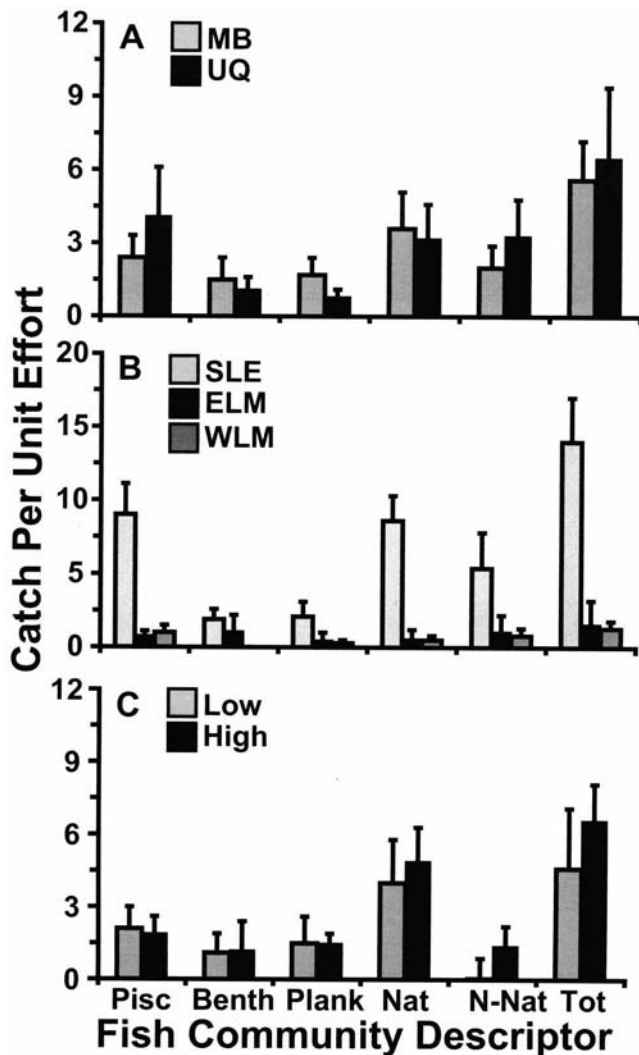 A MB
UQ
12
9
6
3
0
B SLE
ELM
WLM
20
15
10
5
0
C Low
High
12
9
6
3
0
Catch Per Unit Effort
Pisc Benth Plank Nat N-Nat Tot
Fish Community Descriptor